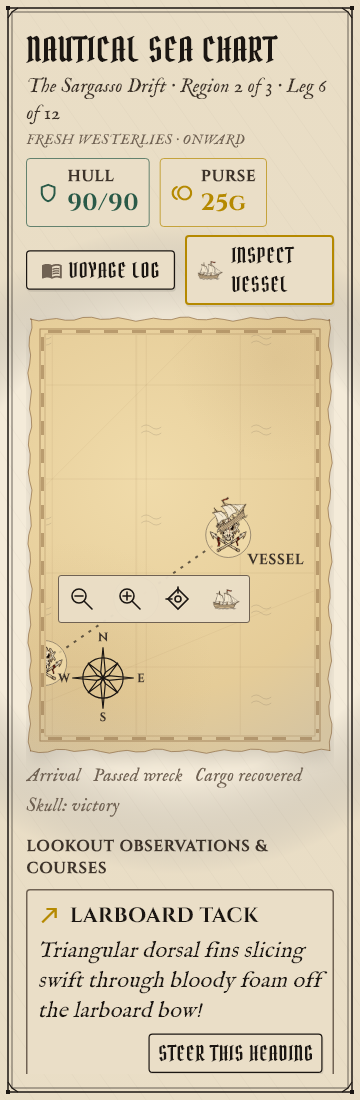 NAUTICAL SEA CHART
The Sargasso Drift · Region 2 of 3 · Leg 6
of 12
FRESH WESTERLIES · ONWARD
HULL
90/90
PURSE
25G
VOYAGE LOG
INSPECT
VESSEL
VESSEL
N
W
E
S
Arrival Passed wreck Cargo recovered
Skull: victory
LOOKOUT OBSERVATIONS &
COURSES
LARBOARD TACK
Triangular dorsal fins slicing
swift through bloody foam off
the larboard bow!
STEER THIS HEADING